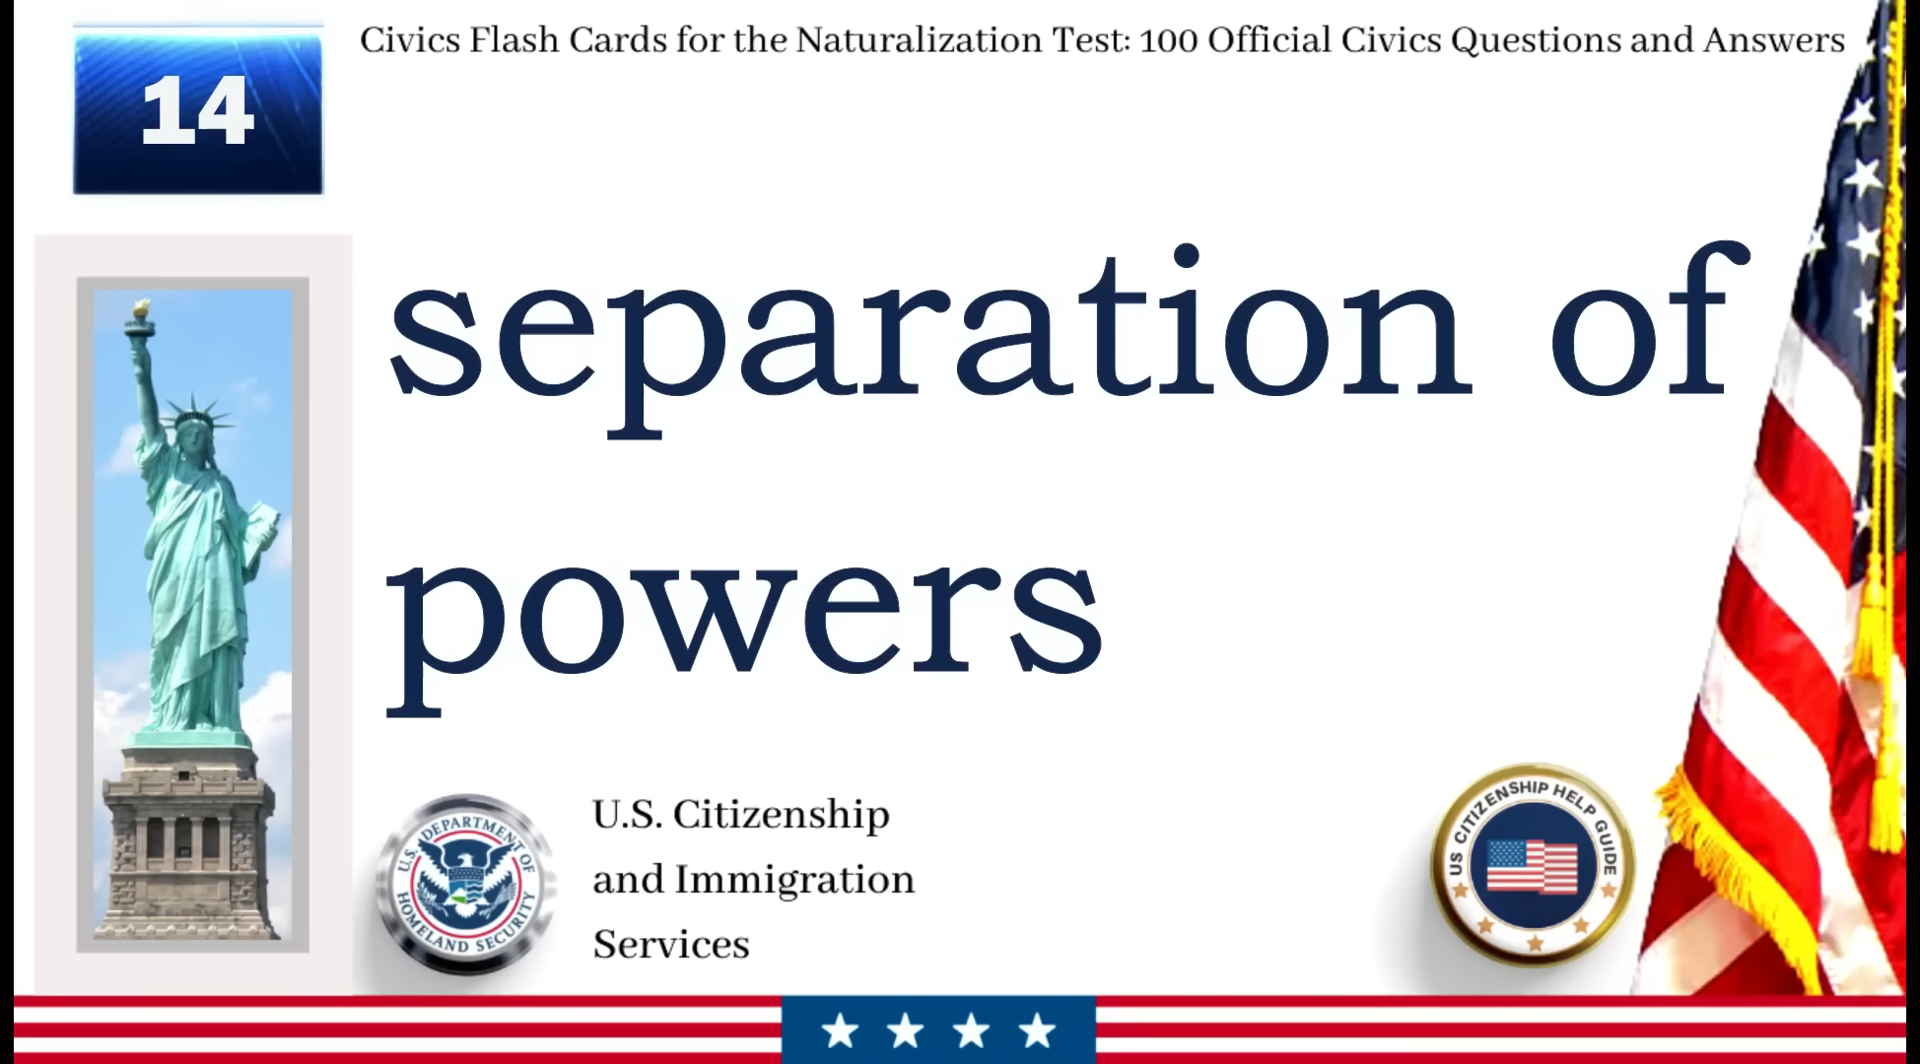 14
Civics Flash Cards for the Naturalization Test: 100 Official Civics Questions and Answers
separation of
powers
U.S. DEPARTMENT OF
HOMELAND SECURITY
U.S. Citizenship
and Immigration
Services
US CITIZENSHIP HELP GUIDE